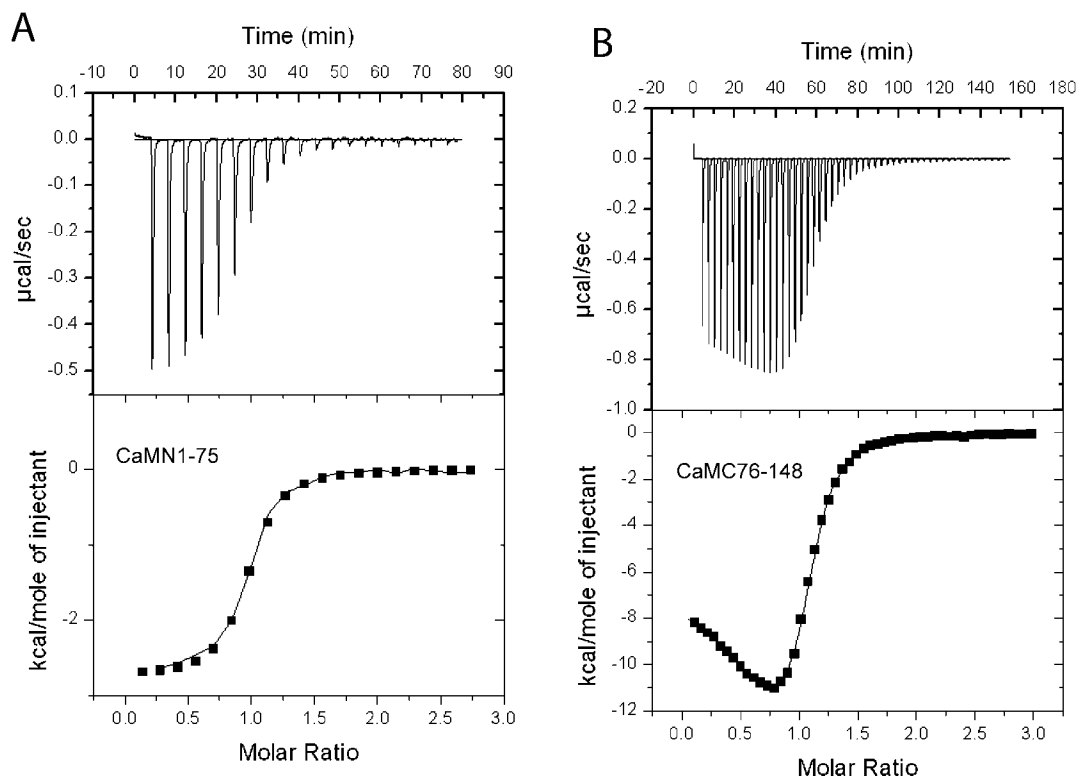 A
Time (min)
-10 0 10 20 30 40 50 60 70 80 90
0.1
0.0
-0.1
-0.2
-0.3
-0.4
-0.5
µcal/sec
CaMN1-75
0
-2
kcal/mole of injectant
0.0 0.5 1.0 1.5 2.0 2.5 3.0
Molar Ratio
B
Time (min)
-20 0 20 40 60 80 100 120 140 160 180
0.2
0.0
-0.2
-0.4
-0.6
-0.8
-1.0
µcal/sec
0
-2
-4
-6
-8
-10
-12
CaMC76-148
kcal/mole of injectant
0.0 0.5 1.0 1.5 2.0 2.5 3.0
Molar Ratio